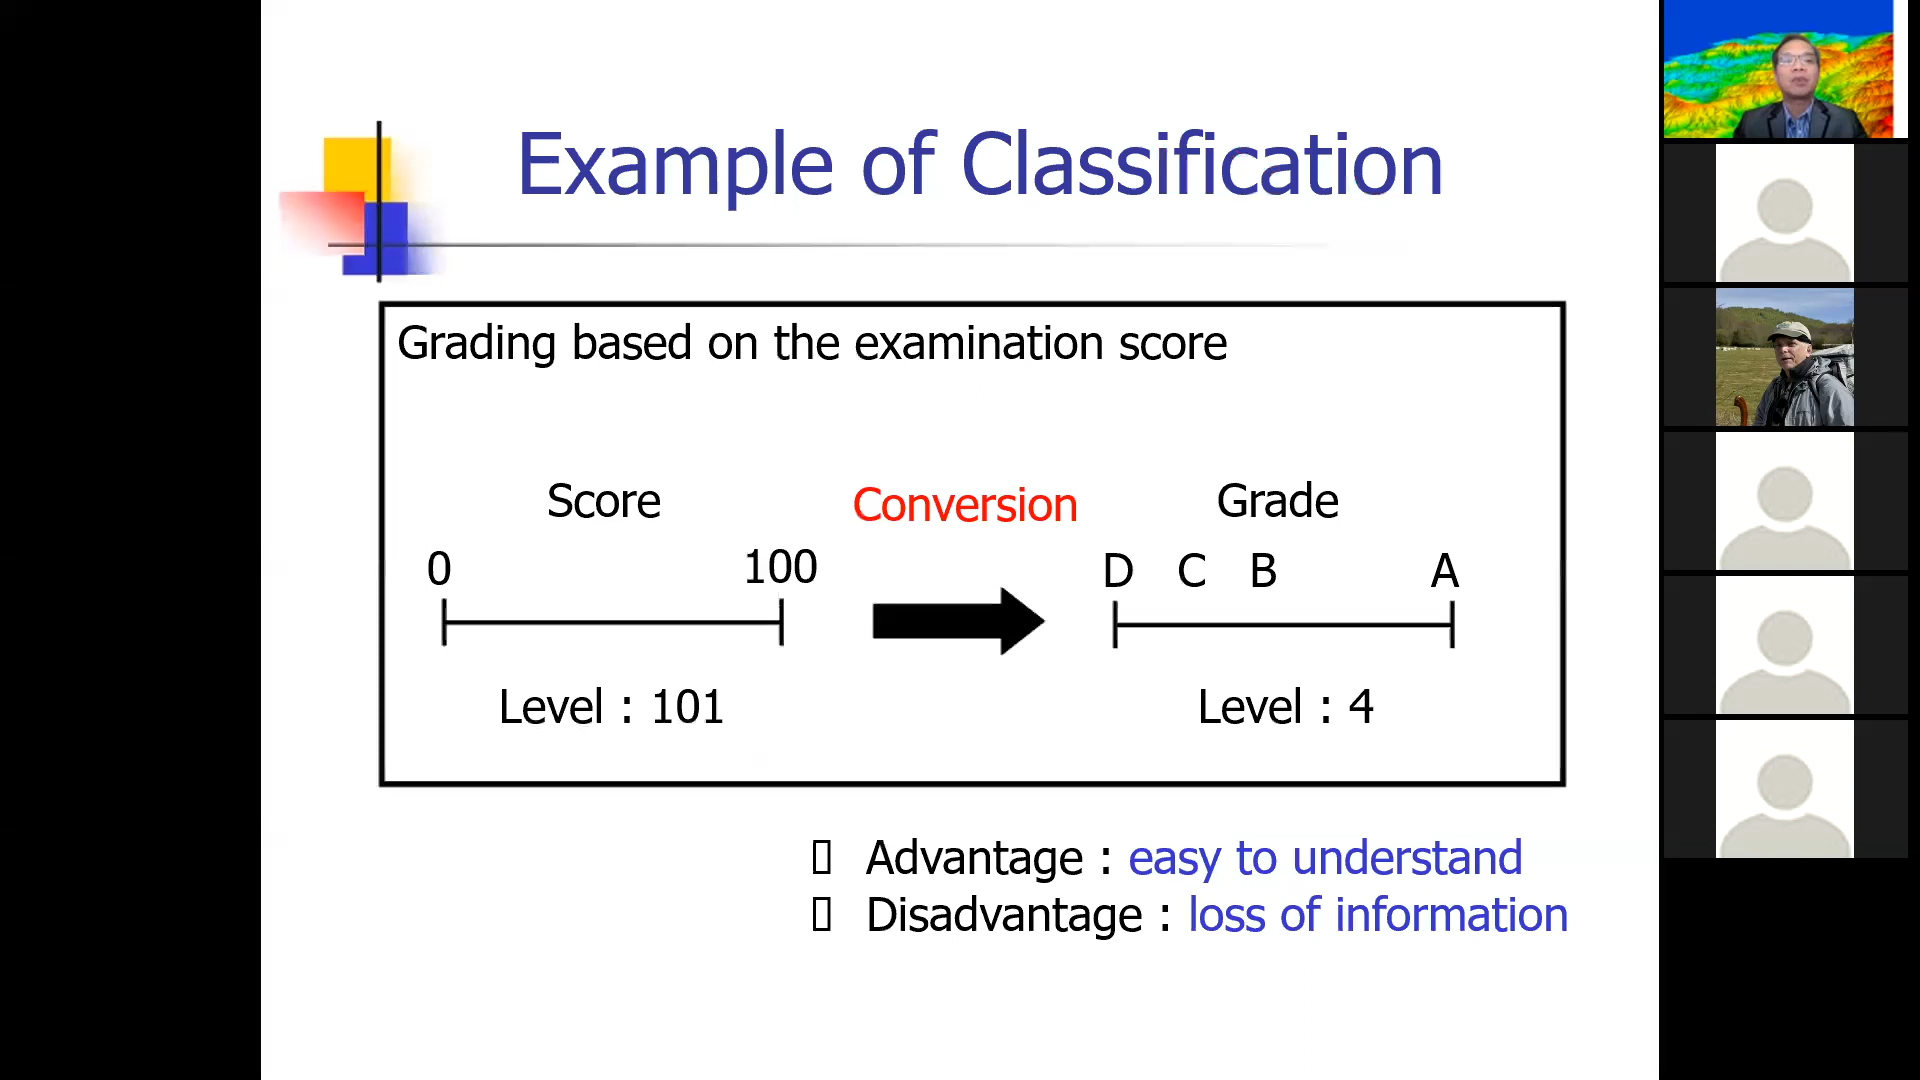 Example of Classification
Grading based on the examination score
Score Conversion Grade
0 100 D C B A
Level : 101 Level : 4
Advantage : easy to understand
Disadvantage : loss of information